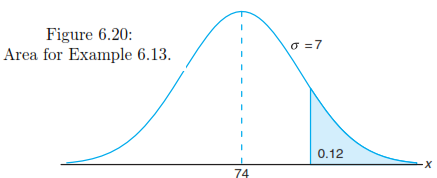 Figure 6.20:
Area for Example 6.13.
σ =7
0.12
x
74